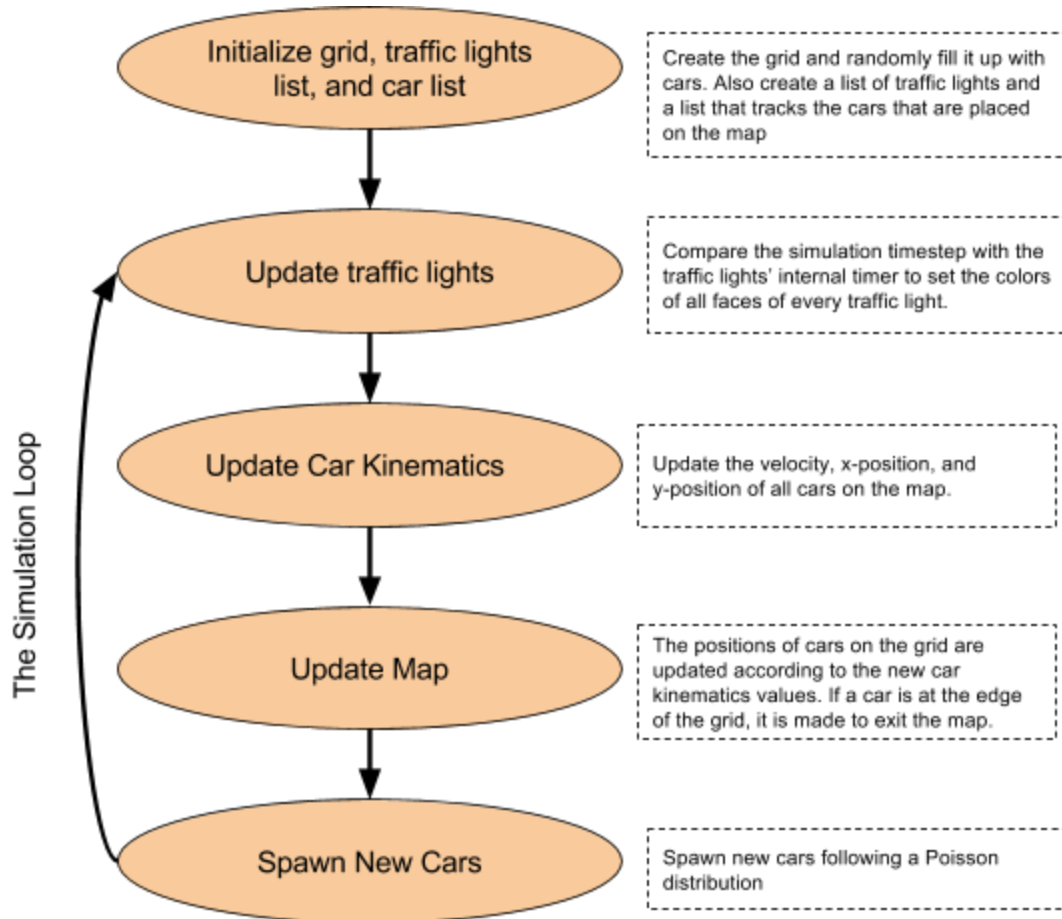 Initialize grid, traffic lights
list, and car list
Create the grid and randomly fill it up with
cars. Also create a list of traffic lights and
a list that tracks the cars that are placed
on the map
Update traffic lights
Compare the simulation timestep with the
traffic lights' internal timer to set the colors
of all faces of every traffic light.
The Simulation Loop
Update Car Kinematics
Update the velocity, x-position, and
y-position of all cars on the map.
Update Map
The positions of cars on the grid are
updated according to the new car
kinematics values. If a car is at the edge
of the grid, it is made to exit the map.
Spawn New Cars
Spawn new cars following a Poisson
distribution